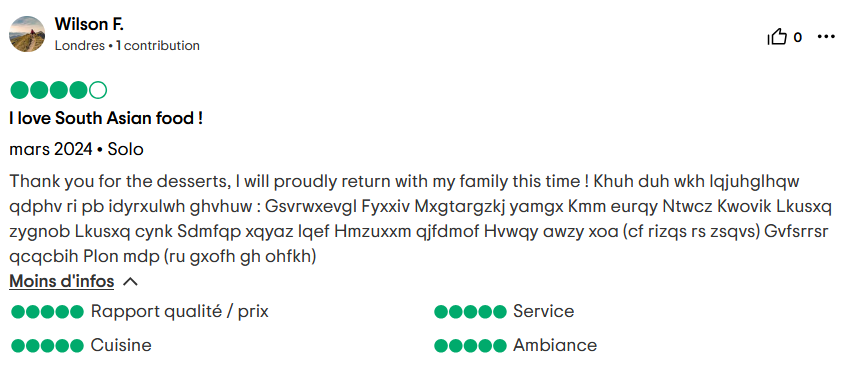 Wilson F.
Londres • 1 contribution
0
I love South Asian food !
mars 2024 • Solo
Thank you for the desserts, I will proudly return with my family this time ! Khuh duh wkh lqjuhglhqw
qdphv ri pb idyrxulwh ghvhuw : Gsvrwxevgl Fyxxiv Mxgtargzkj yamgx Kmm eurqy Ntwcz Kwovik Lkusxq
zygnob Lkusxq cynk Sdmfqp xqyaz lqef Hmzuxxm qjfdmof Hvwqy awzy xoa (cf rizqs rs zsqvs) Gvfsrrsr
qcqcbih Plon mdp (ru gxofh gh ohfkh)
Moins d'infos
Rapport qualité / prix
Service
Cuisine
Ambiance